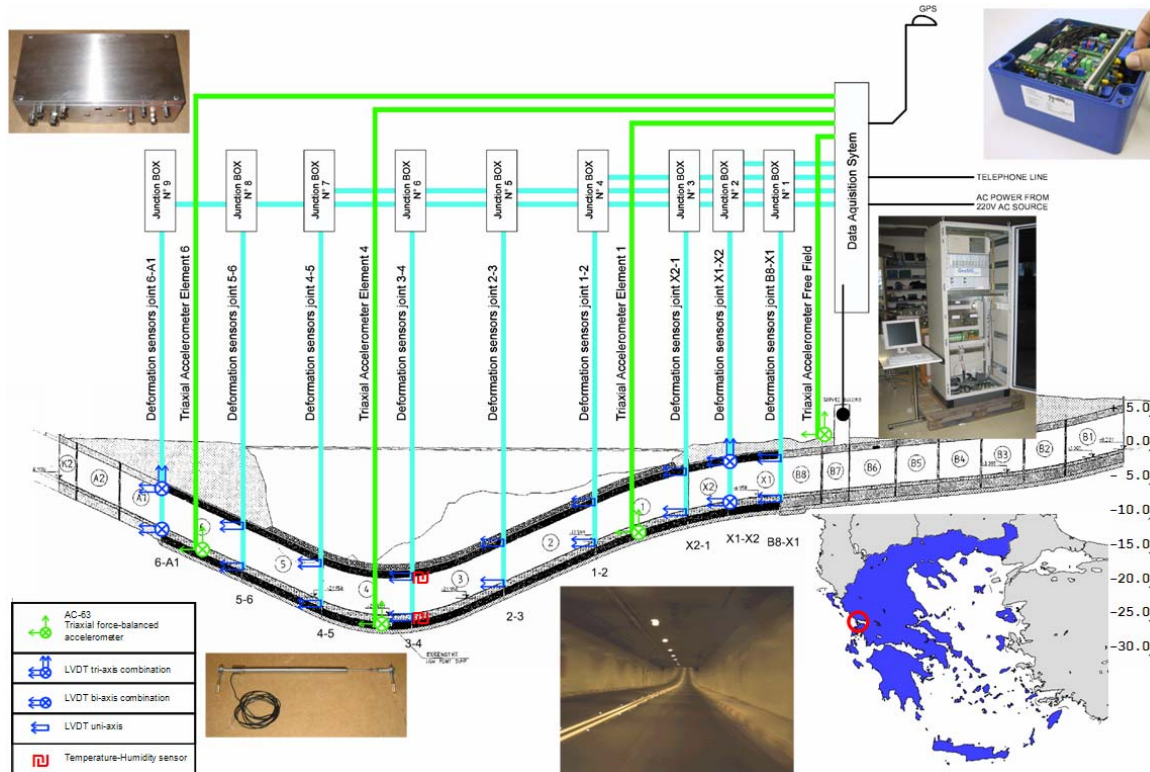 GPS
Data Aquisition Sytem
TELEPHONE LINE
AC POWER FROM
220V AC SOURCE
Junction BOX
N° 9
Junction BOX
N° 8
Junction BOX
N° 7
Junction BOX
N° 6
Junction BOX
N° 5
Junction BOX
N° 4
Junction BOX
N° 3
Junction BOX
N° 2
Junction BOX
N° 1
Deformation sensors joint 6-A1
Triaxial Accelerometer Element 6
Deformation sensors joint 5-6
Deformation sensors joint 4-5
Triaxial Accelerometer Element 4
Deformation sensors joint 3-4
Deformation sensors joint 2-3
Deformation sensors joint 1-2
Triaxial Accelerometer Element 1
Deformation sensors joint X2-1
Deformation sensors joint X1-X2
Deformation sensors joint B8-X1
Triaxial Accelerometer Free Field
K2
A2
A1
6
5
4
3
2
1
X2
X1
B8
B7
B6
B5
B4
B3
B2
B1
6-A1
5-6
4-5
3-4
2-3
1-2
X2-1
X1-X2
B8-X1
5.0
0.0
- 5.0
-10.0
-15.0
-20.0
-25.0
-30.0
AC-63
Triaxial force-balanced
accelerometer
LVDT tri-axis combination
LVDT bi-axis combination
LVDT uni-axis
Temperature-Humidity sensor